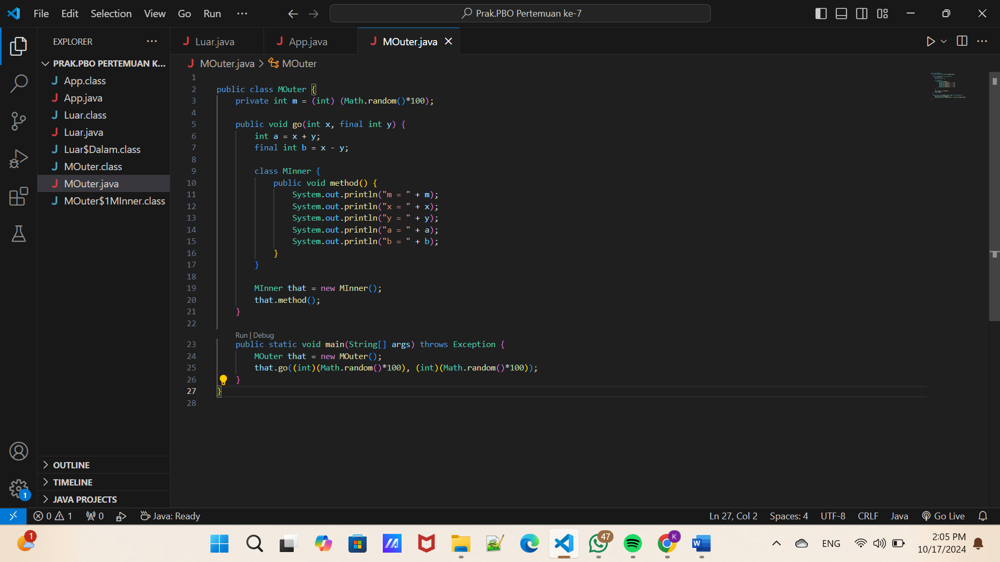 File Edit Selection View Go Run ··· Prak.PBO Pertemuan ke-7
EXPLORER ···
PRAK.PBO PERTEMUAN K...
App.class
App.java
Luar.class
Luar.java
Luar$Dalam.class
MOuter.class
MOuter.java
MOuter$1MInner.class
OUTLINE
TIMELINE
JAVA PROJECTS
Luar.java App.java MOuter.java
MOuter.java > MOuter
1
2 public class MOuter {
3     private int m = (int) (Math.random()*100);
4
5     public void go(int x, final int y) {
6         int a = x + y;
7         final int b = x - y;
8
9         class MInner {
10             public void method() {
11                 System.out.println("m = " + m);
12                 System.out.println("x = " + x);
13                 System.out.println("y = " + y);
14                 System.out.println("a = " + a);
15                 System.out.println("b = " + b);
16             }
17         }
18
19         MInner that = new MInner();
20         that.method();
21     }
22
Run | Debug
23     public static void main(String[] args) throws Exception {
24         MOuter that = new MOuter();
25         that.go((int)(Math.random()*100), (int)(Math.random()*100));
26     }
27 }
28
1
0 1 0 Java: Ready Ln 27, Col 2 Spaces: 4 UTF-8 CRLF Java Go Live
1 47 K W ENG 2:05 PM
10/17/2024